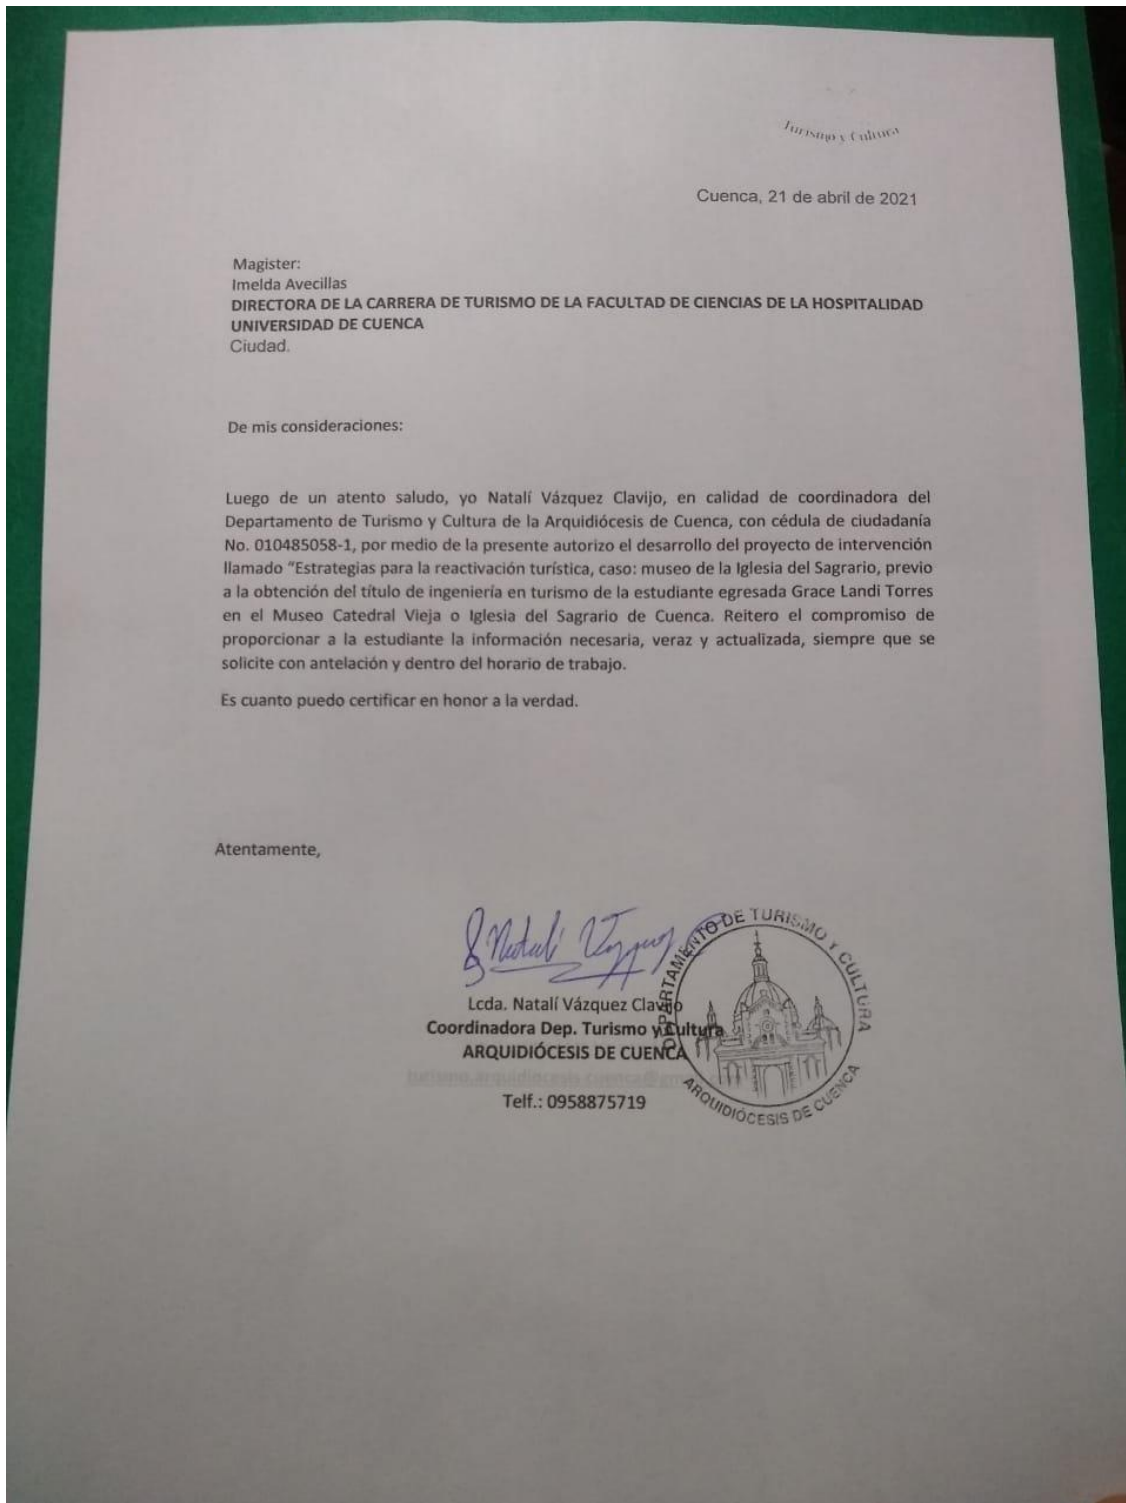 Turismo y Cultura
Cuenca, 21 de abril de 2021
Magister:
Imelda Avecillas
DIRECTORA DE LA CARRERA DE TURISMO DE LA FACULTAD DE CIENCIAS DE LA HOSPITALIDAD
UNIVERSIDAD DE CUENCA
Ciudad.
De mis consideraciones:
Luego de un atento saludo, yo Natalí Vázquez Clavijo, en calidad de coordinadora del
Departamento de Turismo y Cultura de la Arquidiócesis de Cuenca, con cédula de ciudadanía
No. 010485058-1, por medio de la presente autorizo el desarrollo del proyecto de intervención
llamado "Estrategias para la reactivación turística, caso: museo de la Iglesia del Sagrario, previo
a la obtención del título de ingeniería en turismo de la estudiante egresada Grace Landi Torres
en el Museo Catedral Vieja o Iglesia del Sagrario de Cuenca. Reitero el compromiso de
proporcionar a la estudiante la información necesaria, veraz y actualizada, siempre que se
solicite con antelación y dentro del horario de trabajo.
Es cuanto puedo certificar en honor a la verdad.
Atentamente,
Natalí Vázquez
Lcda. Natalí Vázquez Clavijo
Coordinadora Dep. Turismo y Cultura
ARQUIDIÓCESIS DE CUENCA
Telf.: 0958875719
DEPARTAMENTO DE TURISMO Y CULTURA
ARQUIDIÓCESIS DE CUENCA